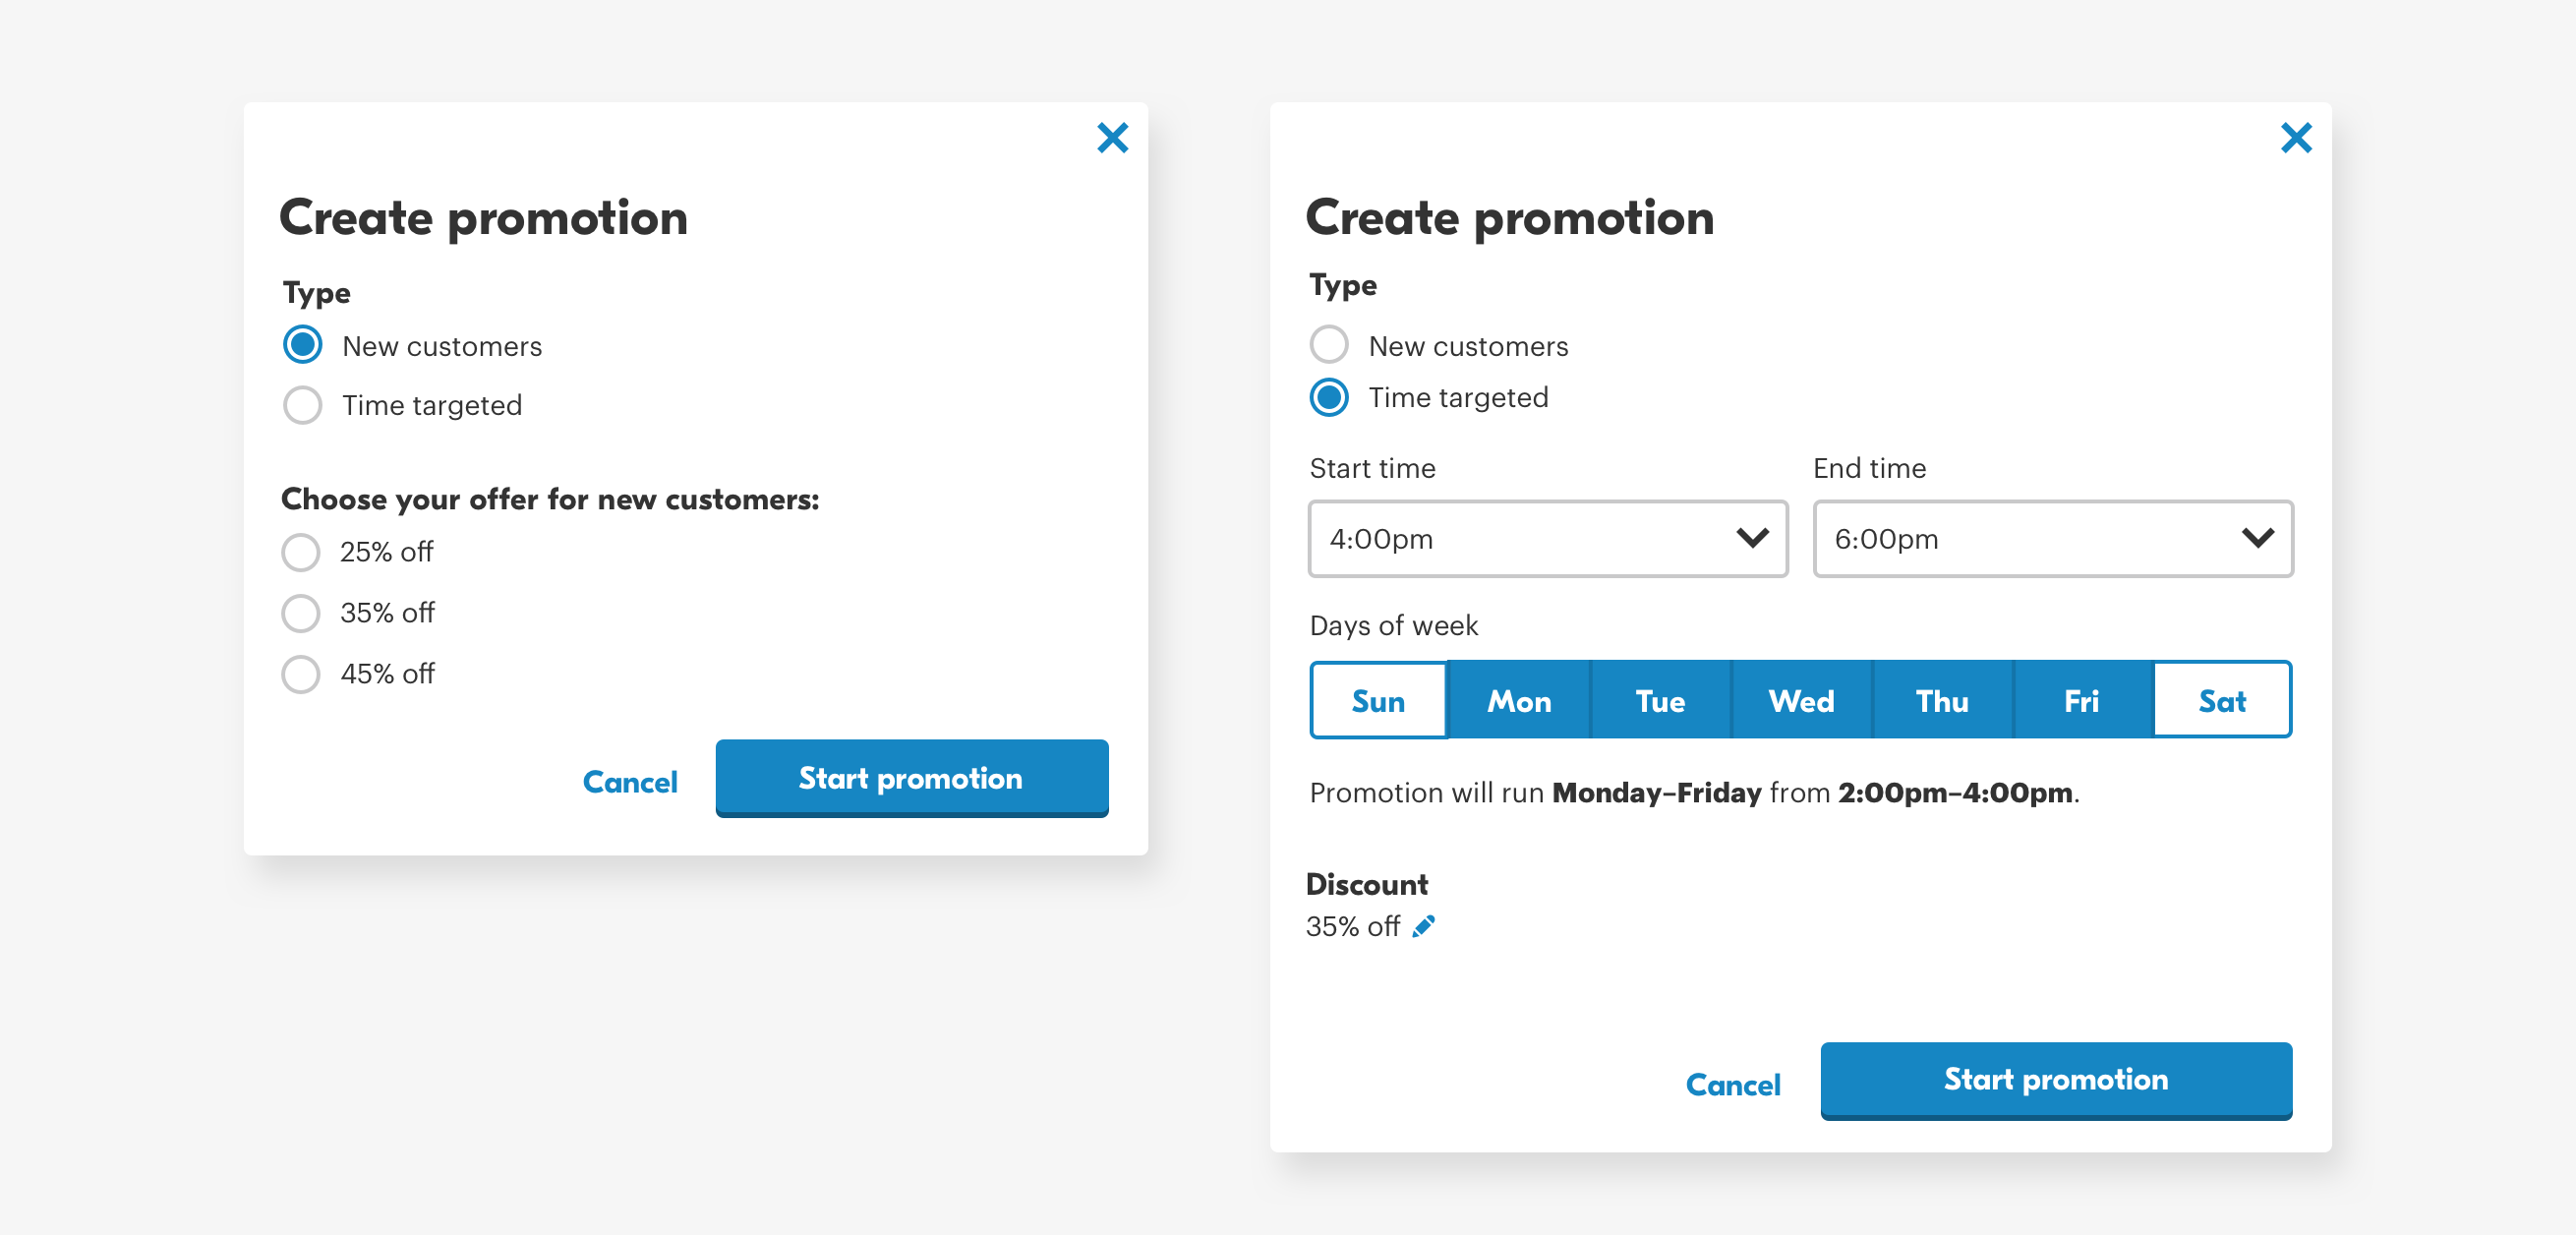 Create promotion
Type
New customers
Time targeted
Choose your offer for new customers:
25% off
35% off
45% off
Cancel
Start promotion
Create promotion
Type
New customers
Time targeted
Start time
End time
4:00pm
6:00pm
Days of week
Sun Mon Tue Wed Thu Fri Sat
Promotion will run Monday–Friday from 2:00pm–4:00pm.
Discount
35% off
Cancel
Start promotion